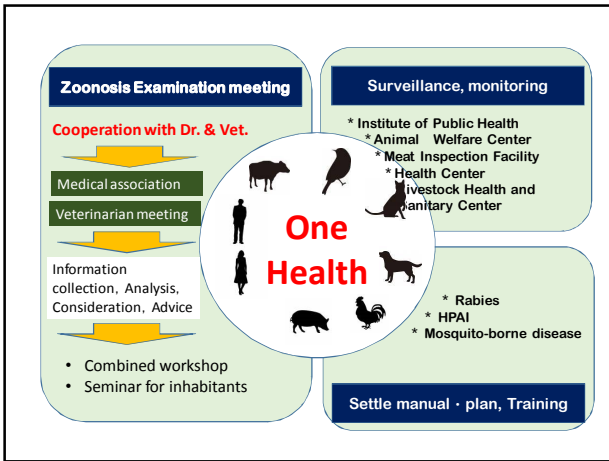 Zoonosis Examination meeting
Cooperation with Dr. & Vet.
Medical association
Veterinarian meeting
Information
collection, Analysis,
Consideration, Advice
• Combined workshop
• Seminar for inhabitants
One
Health
Surveillance, monitoring
* Institute of Public Health
* Animal Welfare Center
* Meat Inspection Facility
* Health Center
ivestock Health and
anitary Center
* Rabies
* HPAI
* Mosquito-borne disease
Settle manual・plan, Training